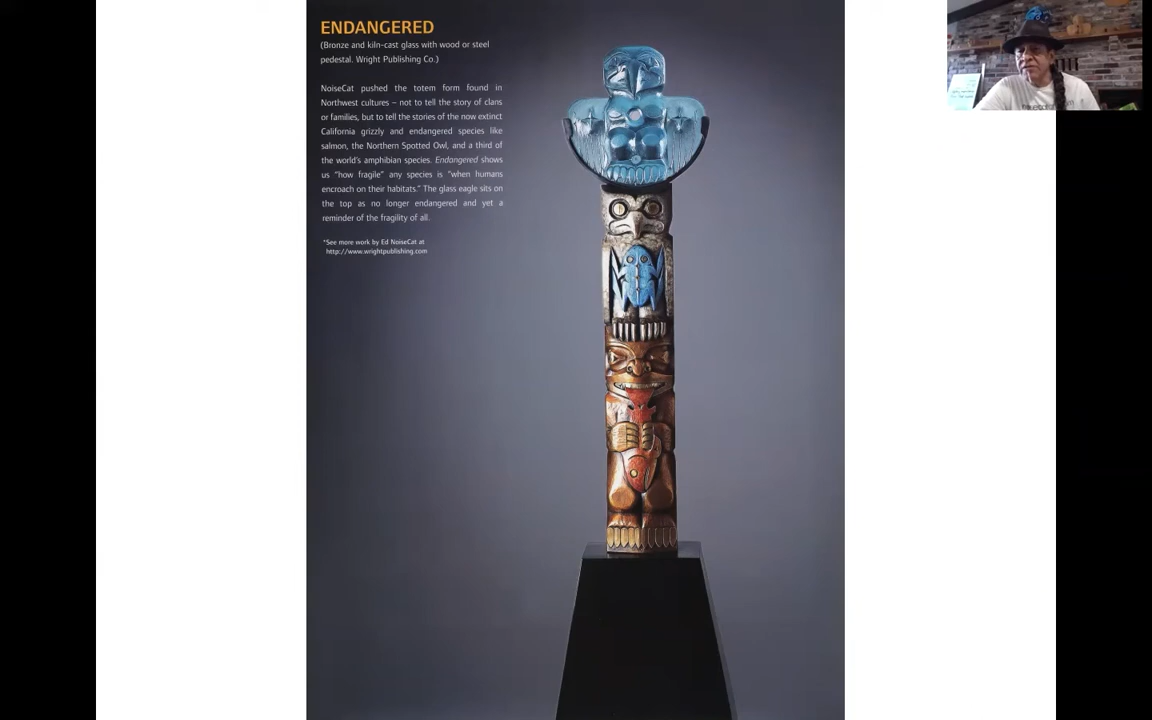 ENDANGERED
(Bronze and kiln-cast glass with wood or steel
pedestal. Wright Publishing Co.)
NoiseCat pushed the totem form found in
Northwest cultures – not to tell the story of clans
or families, but to tell the stories of the now extinct
California grizzly and endangered species like
salmon, the Northern Spotted Owl, and a third of
the world's amphibian species. Endangered shows
us "how fragile" any species is "when humans
encroach on their habitats." The glass eagle sits on
the top as no longer endangered and yet a
reminder of the fragility of all.
*See more work by Ed NoiseCat at
http://www.wrightpublishing.com